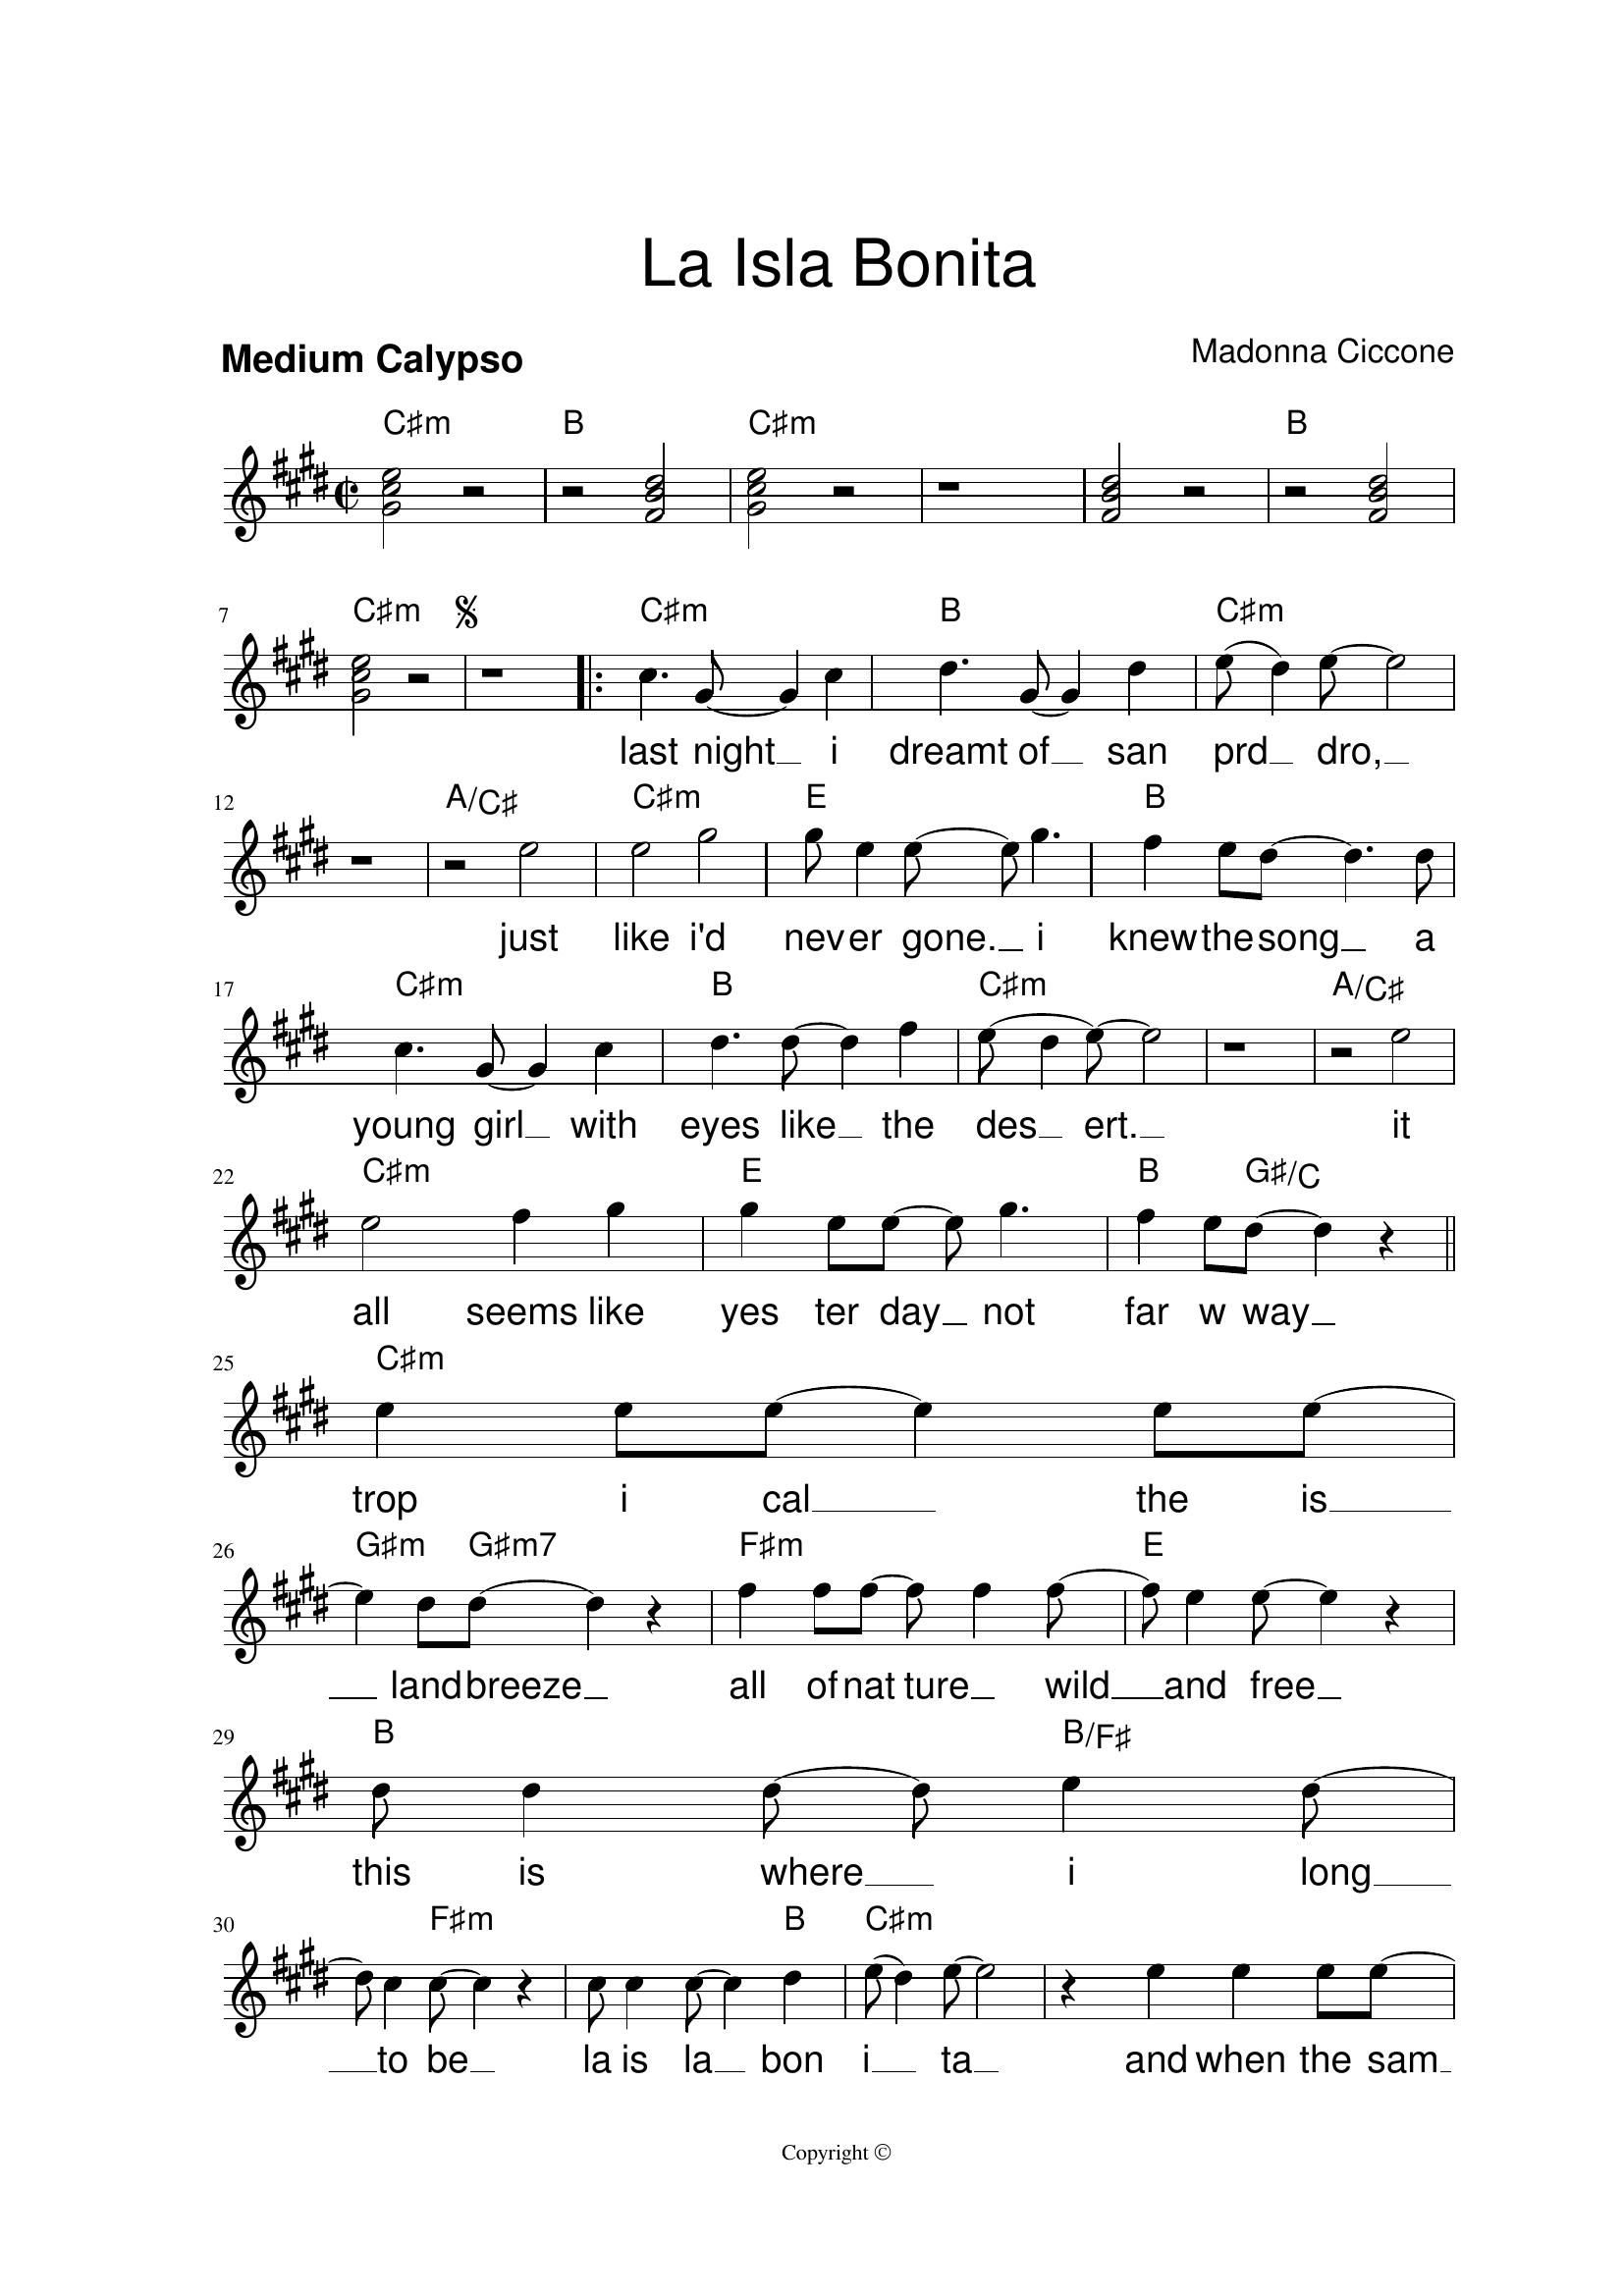 La Isla Bonita
Medium Calypso
Madonna Ciccone
C♯m B C♯m B
7 C♯m C♯m B C♯m
last night i dreamt of san prd dro,
12 A/C♯ C♯m E B
just like i'd never gone. i knew the song a
17 C♯m B C♯m A/C♯
young girl with eyes like the des ert. it
22 C♯m E B G♯/C
all seems like yes ter day not far w way
25 C♯m
trop i cal the is
26 G♯m G♯m7 F♯m E
land breeze all of nat ture wild and free
29 B B/F♯
this is where i long
30 F♯m B C♯m
to be la is la bon i ta and when the sam
Copyright ©